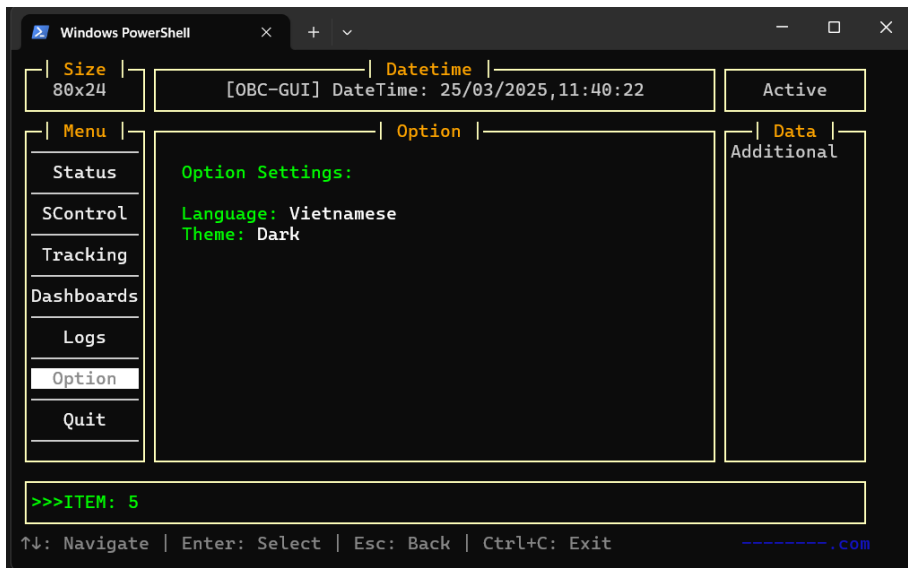 Windows PowerShell
Size
80x24
Datetime
[OBC-GUI] DateTime: 25/03/2025,11:40:22
Active
Menu
Status
SControl
Tracking
Dashboards
Logs
Option
Quit
Option
Option Settings:
Language: Vietnamese
Theme: Dark
Data
Additional
>>>ITEM: 5
↑↓: Navigate | Enter: Select | Esc: Back | Ctrl+C: Exit
--------.com